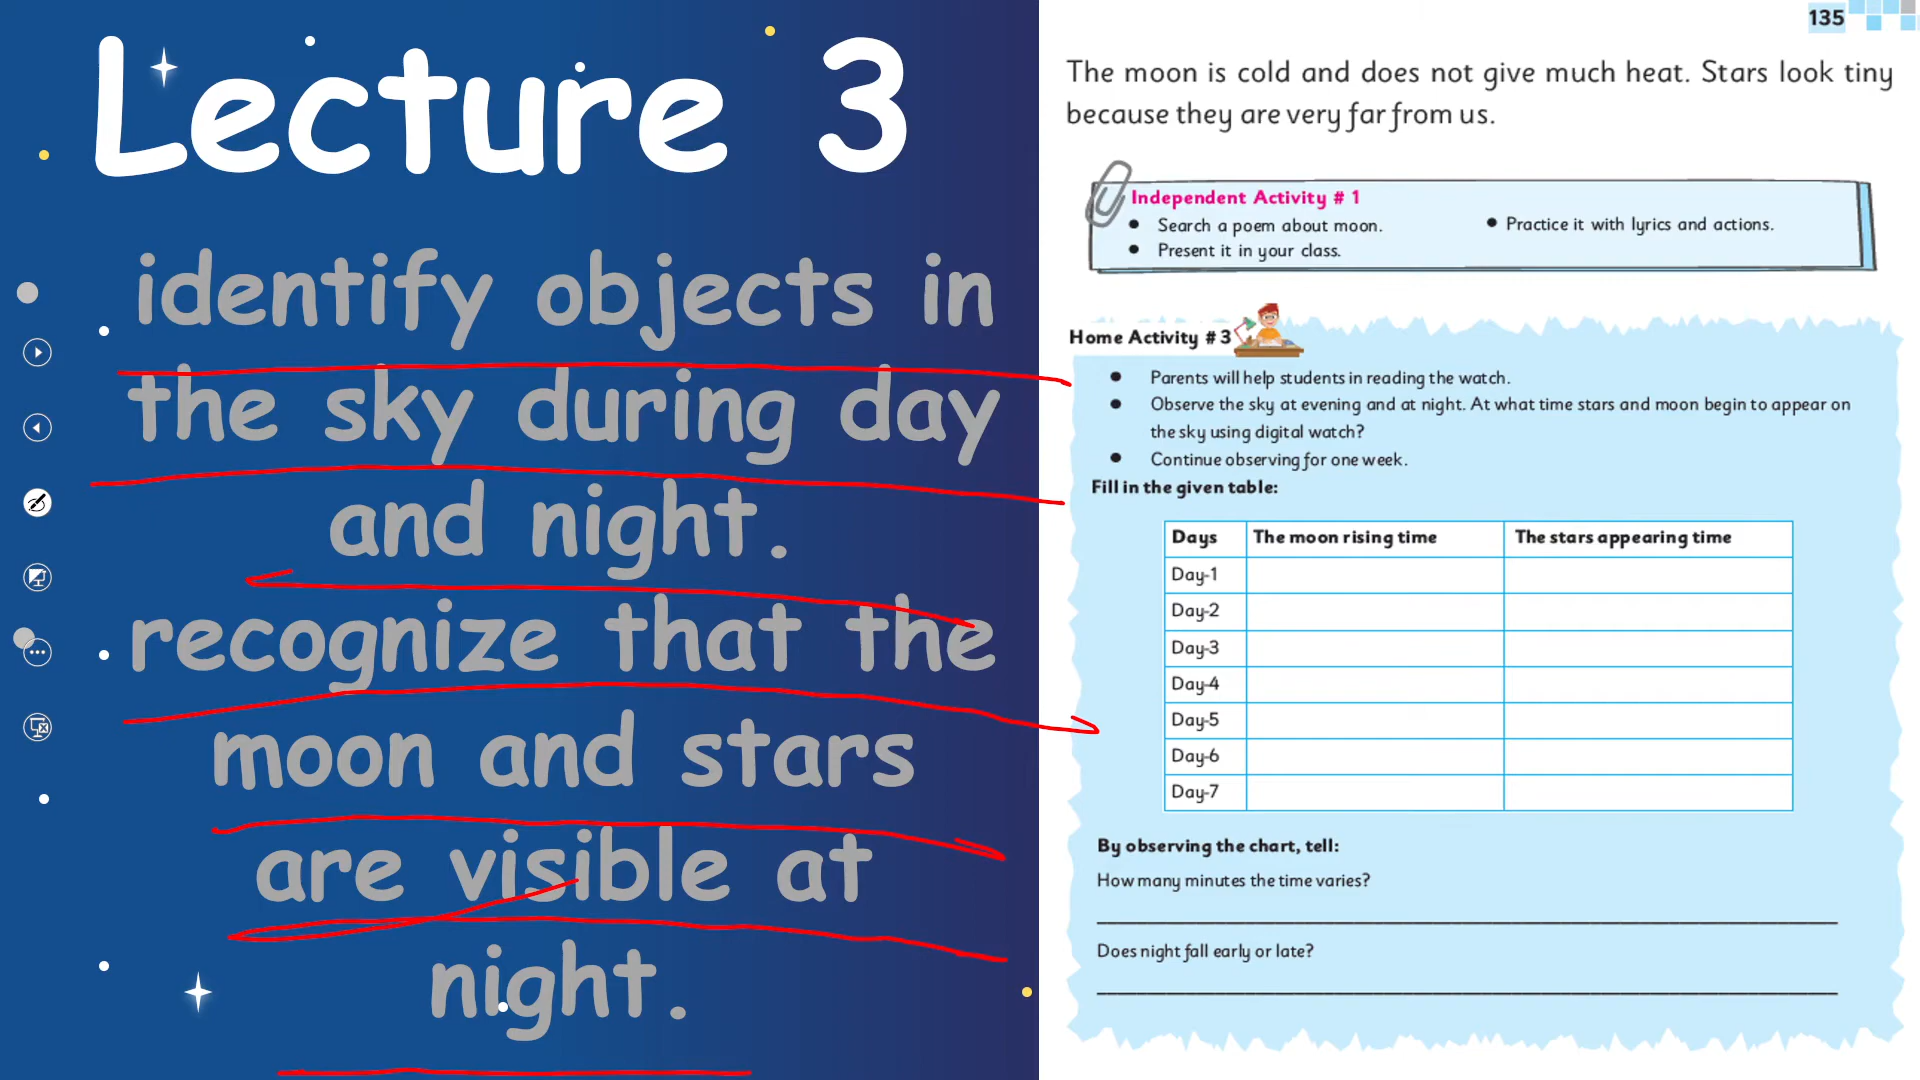 Lecture 3
identify objects in
the sky during day
and night.
recognize that the
moon and stars
are visible at
night.
135
The moon is cold and does not give much heat. Stars look tiny
because they are very far from us.
Independent Activity # 1
● Search a poem about moon.
● Practice it with lyrics and actions.
● Present it in your class.
Home Activity # 3
● Parents will help students in reading the watch.
● Observe the sky at evening and at night. At what time stars and moon begin to appear on
the sky using digital watch?
● Continue observing for one week.
Fill in the given table:
Days The moon rising time The stars appearing time
Day-1
Day-2
Day-3
Day-4
Day-5
Day-6
Day-7
By observing the chart, tell:
How many minutes the time varies?
Does night fall early or late?